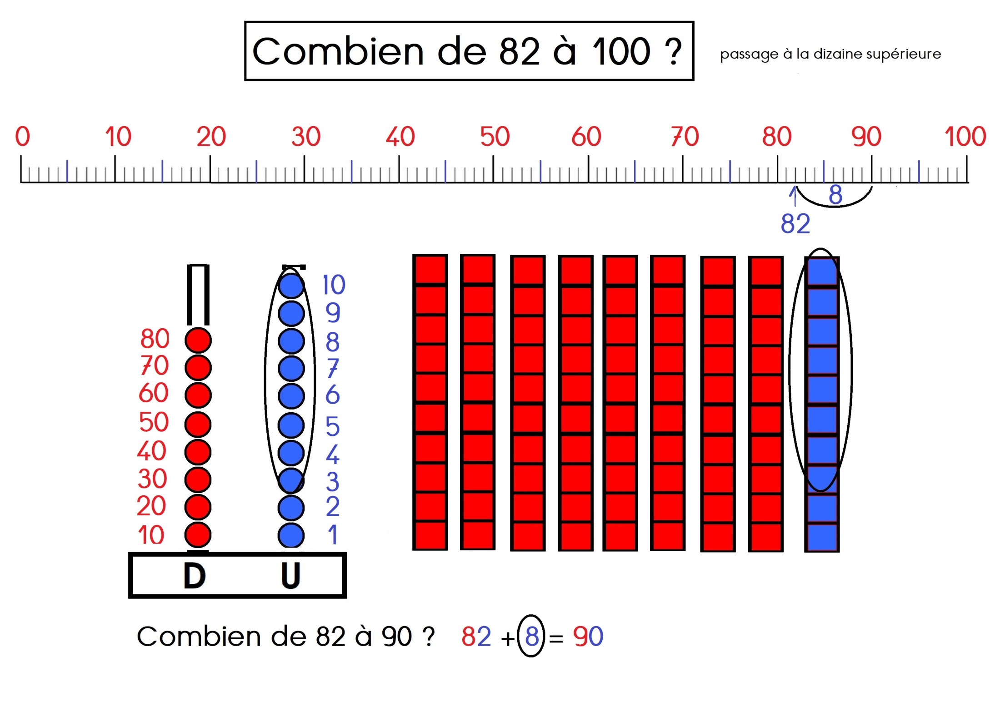 Combien de 82 à 100 ?
passage à la dizaine supérieure
0 10 20 30 40 50 60 70 80 90 100
8
82
10
9
80 8
70 7
60 6
50 5
40 4
30 3
20 2
10 1
D U
Combien de 82 à 90 ? 82 + 8 = 90